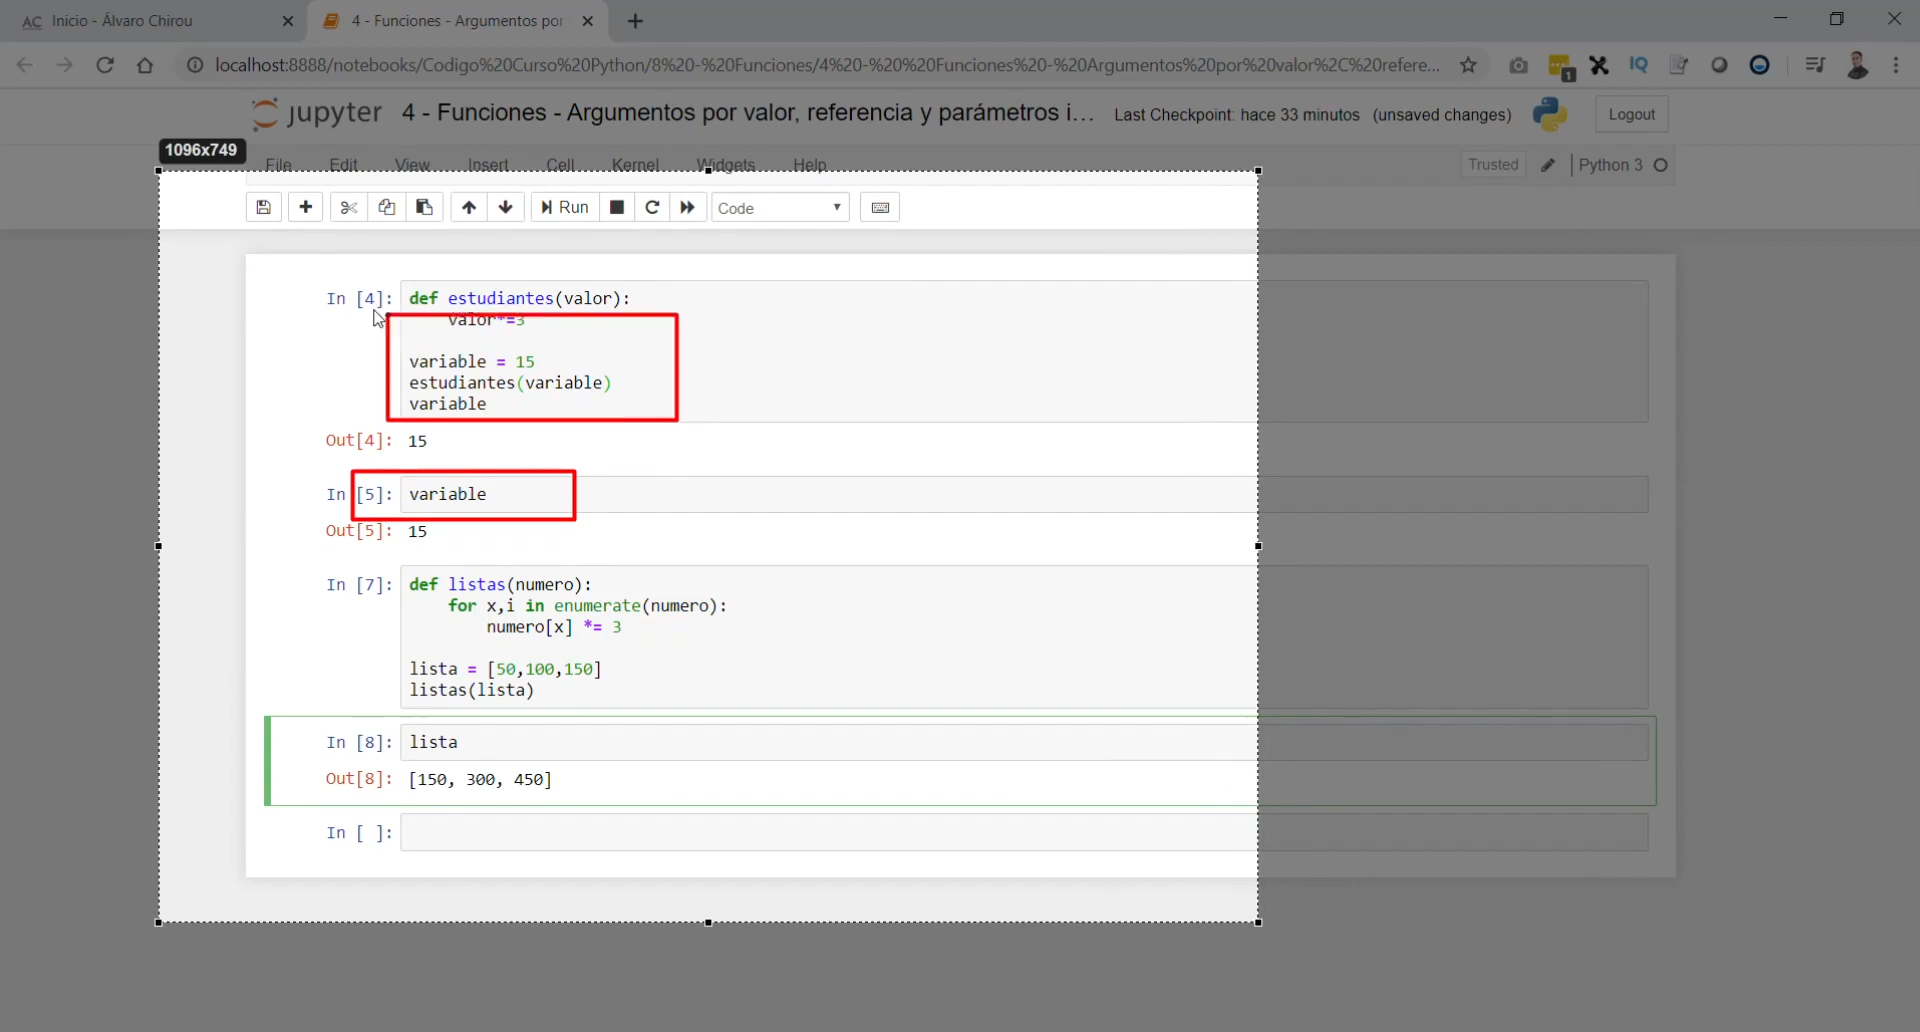 AC Inicio - Álvaro Chirou
4 - Funciones - Argumentos por
localhost:8888/notebooks/Codigo%20Curso%20Python/8%20-%20Funciones/4%20-%20%20Funciones%20-%20Argumentos%20por%20valor%2C%20refere...
1
IQ
jupyter 4 - Funciones - Argumentos por valor, referencia y parámetros i... Last Checkpoint: hace 33 minutos (unsaved changes) Logout
1096x749
File Edit View Insert Cell Kernel Widgets Help Trusted Python 3
Run Code
In [4]: def estudiantes(valor):
valor*=3
variable = 15
estudiantes(variable)
variable
Out[4]: 15
In [5]: variable
Out[5]: 15
In [7]: def listas(numero):
for x,i in enumerate(numero):
numero[x] *= 3
lista = [50,100,150]
listas(lista)
In [8]: lista
Out[8]: [150, 300, 450]
In [ ]: